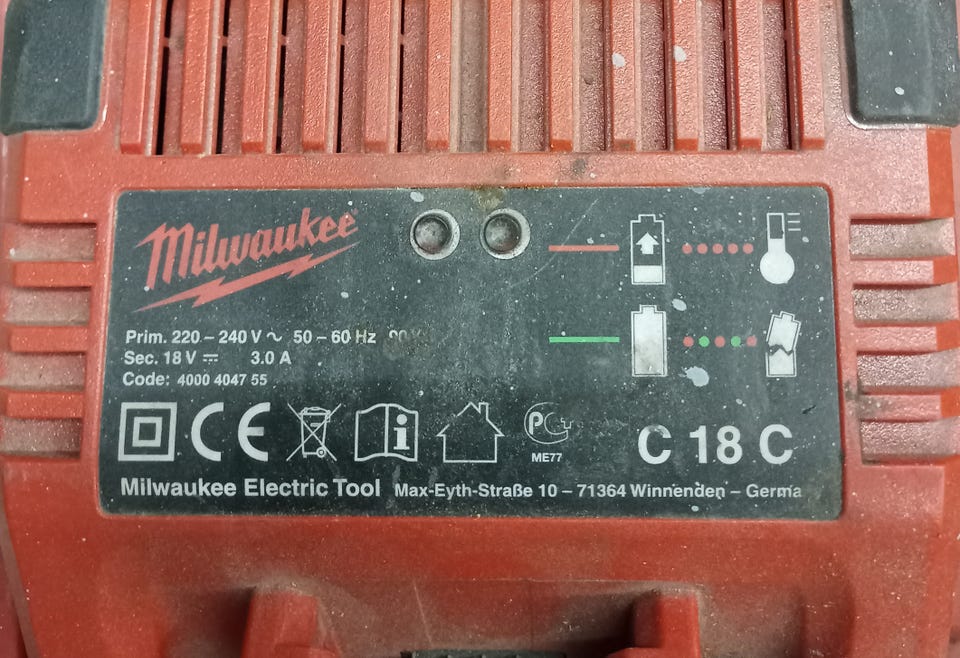 Milwaukee
Prim. 220 – 240 V ~ 50 – 60 Hz
Sec. 18 V ⎓ 3.0 A
Code: 4000 4047 55
CE
i
PC
ME77
C 18 C
Milwaukee Electric Tool Max-Eyth-Straße 10 – 71364 Winnenden – Germa